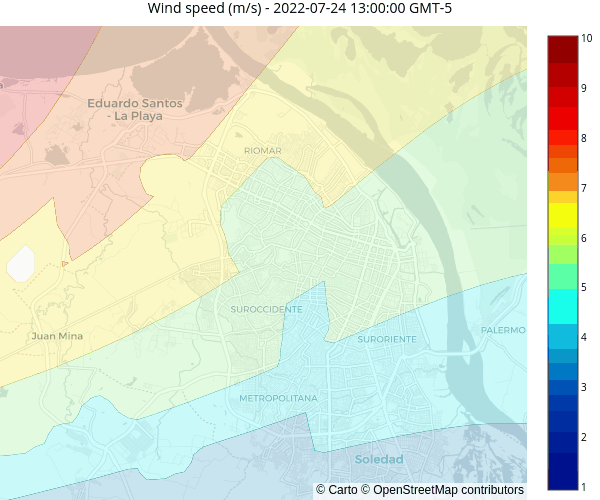 Wind speed (m/s) - 2022-07-24 13:00:00 GMT-5
10
9
8
7
6
5
4
3
2
1
Eduardo Santos
- La Playa
RIOMAR
SUROCCIDENTE
Juan Mina
SURORIENTE
PALERMO
METROPOLITANA
Soledad
© Carto © OpenStreetMap contributors